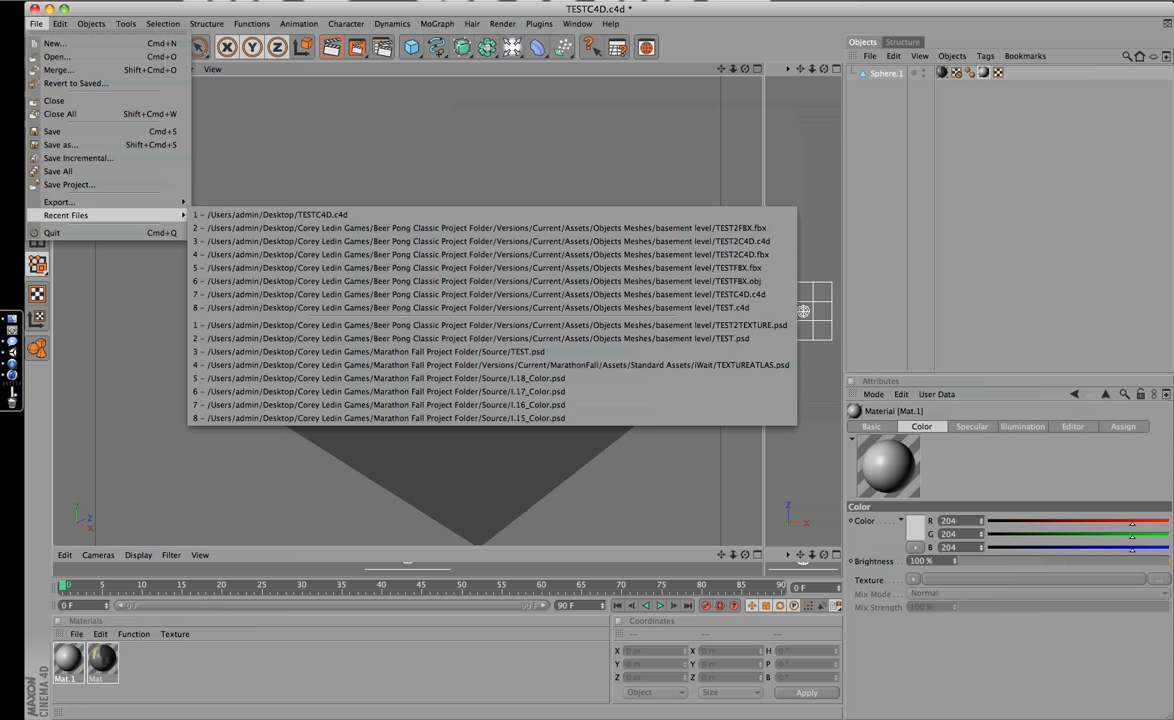 TESTC4D.c4d *
File Edit Objects Tools Selection Structure Functions Animation Character Dynamics MoGraph Hair Render Plugins Window Help
New... Cmd+N
Open... Cmd+O
Merge... Shift+Cmd+O
Revert to Saved...
Close
Close All Shift+Cmd+W
Save Cmd+S
Save as... Shift+Cmd+S
Save Incremental...
Save All
Save Project...
Export...
Recent Files
Quit Cmd+Q
View
1 - /Users/admin/Desktop/TESTC4D.c4d
2 - /Users/admin/Desktop/Corey Ledin Games/Beer Pong Classic Project Folder/Versions/Current/Assets/Objects Meshes/basement level/TEST2FBX.fbx
3 - /Users/admin/Desktop/Corey Ledin Games/Beer Pong Classic Project Folder/Versions/Current/Assets/Objects Meshes/basement level/TEST2C4D.c4d
4 - /Users/admin/Desktop/Corey Ledin Games/Beer Pong Classic Project Folder/Versions/Current/Assets/Objects Meshes/basement level/TEST2C4D.fbx
5 - /Users/admin/Desktop/Corey Ledin Games/Beer Pong Classic Project Folder/Versions/Current/Assets/Objects Meshes/basement level/TESTFBX.fbx
6 - /Users/admin/Desktop/Corey Ledin Games/Beer Pong Classic Project Folder/Versions/Current/Assets/Objects Meshes/basement level/TESTFBX.obj
7 - /Users/admin/Desktop/Corey Ledin Games/Beer Pong Classic Project Folder/Versions/Current/Assets/Objects Meshes/basement level/TESTC4D.c4d
8 - /Users/admin/Desktop/Corey Ledin Games/Beer Pong Classic Project Folder/Versions/Current/Assets/Objects Meshes/basement level/TEST.c4d
1 - /Users/admin/Desktop/Corey Ledin Games/Beer Pong Classic Project Folder/Versions/Current/Assets/Objects Meshes/basement level/TEST2TEXTURE.psd
2 - /Users/admin/Desktop/Corey Ledin Games/Beer Pong Classic Project Folder/Versions/Current/Assets/Objects Meshes/basement level/TEST.psd
3 - /Users/admin/Desktop/Corey Ledin Games/Marathon Fall Project Folder/Source/TEST.psd
4 - /Users/admin/Desktop/Corey Ledin Games/Marathon Fall Project Folder/Versions/Current/MarathonFall/Assets/Standard Assets/iWait/TEXTUREATLAS.psd
5 - /Users/admin/Desktop/Corey Ledin Games/Marathon Fall Project Folder/Source/I.18_Color.psd
6 - /Users/admin/Desktop/Corey Ledin Games/Marathon Fall Project Folder/Source/I.17_Color.psd
7 - /Users/admin/Desktop/Corey Ledin Games/Marathon Fall Project Folder/Source/I.16_Color.psd
8 - /Users/admin/Desktop/Corey Ledin Games/Marathon Fall Project Folder/Source/I.15_Color.psd
Y Z X
Z X
Edit Cameras Display Filter View
0 5 10 15 20 25 30 35 40 45 50 55 60 65 70 75 80 85 90 0 F
0 F 0 F 90 F 90 F
Materials
File Edit Function Texture
Mat.1 Mat
MAXON CINEMA 4D
Coordinates
-- -- --
X 0 m X 0 m H 0 °
Y 0 m Y 0 m P 0 °
Z 0 m Z 0 m B 0 °
Object Size Apply
Objects Structure
File Edit View Objects Tags Bookmarks
Sphere.1
Attributes
Mode Edit User Data
Material [Mat.1]
Basic Color Specular Illumination Editor Assign
Color
Color R 204
G 204
B 204
Brightness 100 %
Texture ...
Mix Mode Normal
Mix Strength 100 %